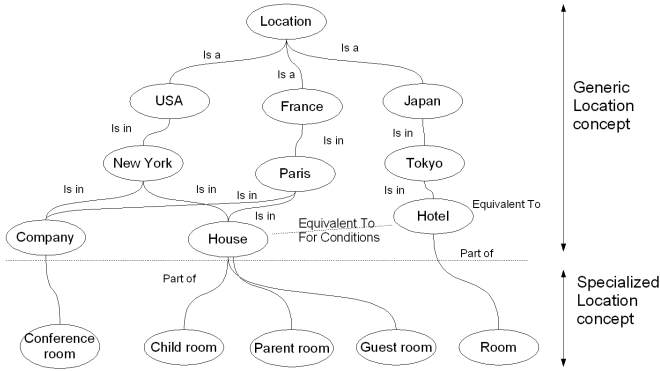 Location
Is a
Is a
Is a
USA
France
Japan
Generic
Location
concept
Is in
Is in
Is in
New York
Paris
Tokyo
Is in
Is in
Is in
Is in
Is in
Hotel
Equivalent To
Company
House
Equivalent To
For Conditions
Part of
Part of
Specialized
Location
concept
Conference
room
Child room
Parent room
Guest room
Room